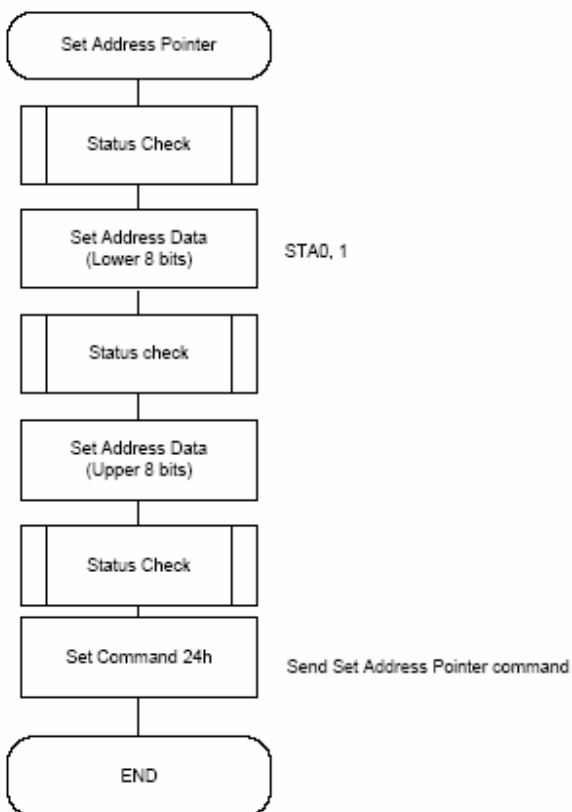 Set Address Pointer
Status Check
Set Address Data
(Lower 8 bits)
STA0, 1
Status check
Set Address Data
(Upper 8 bits)
Status Check
Set Command 24h
Send Set Address Pointer command
END